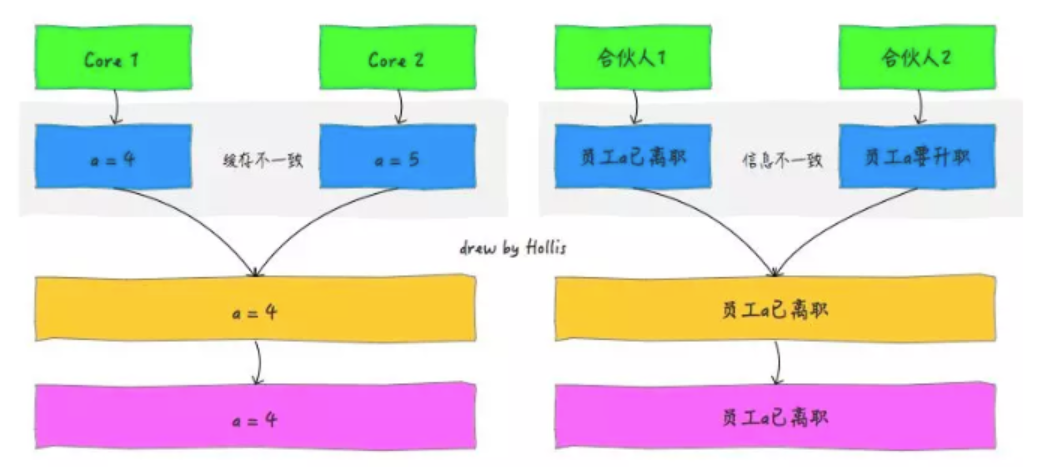 Core 1
Core 2
合伙人1
合伙人2
a = 4
缓存不一致
a = 5
员工a已离职
信息不一致
员工a要升职
drew by Hollis
a = 4
员工a已离职
a = 4
员工a已离职